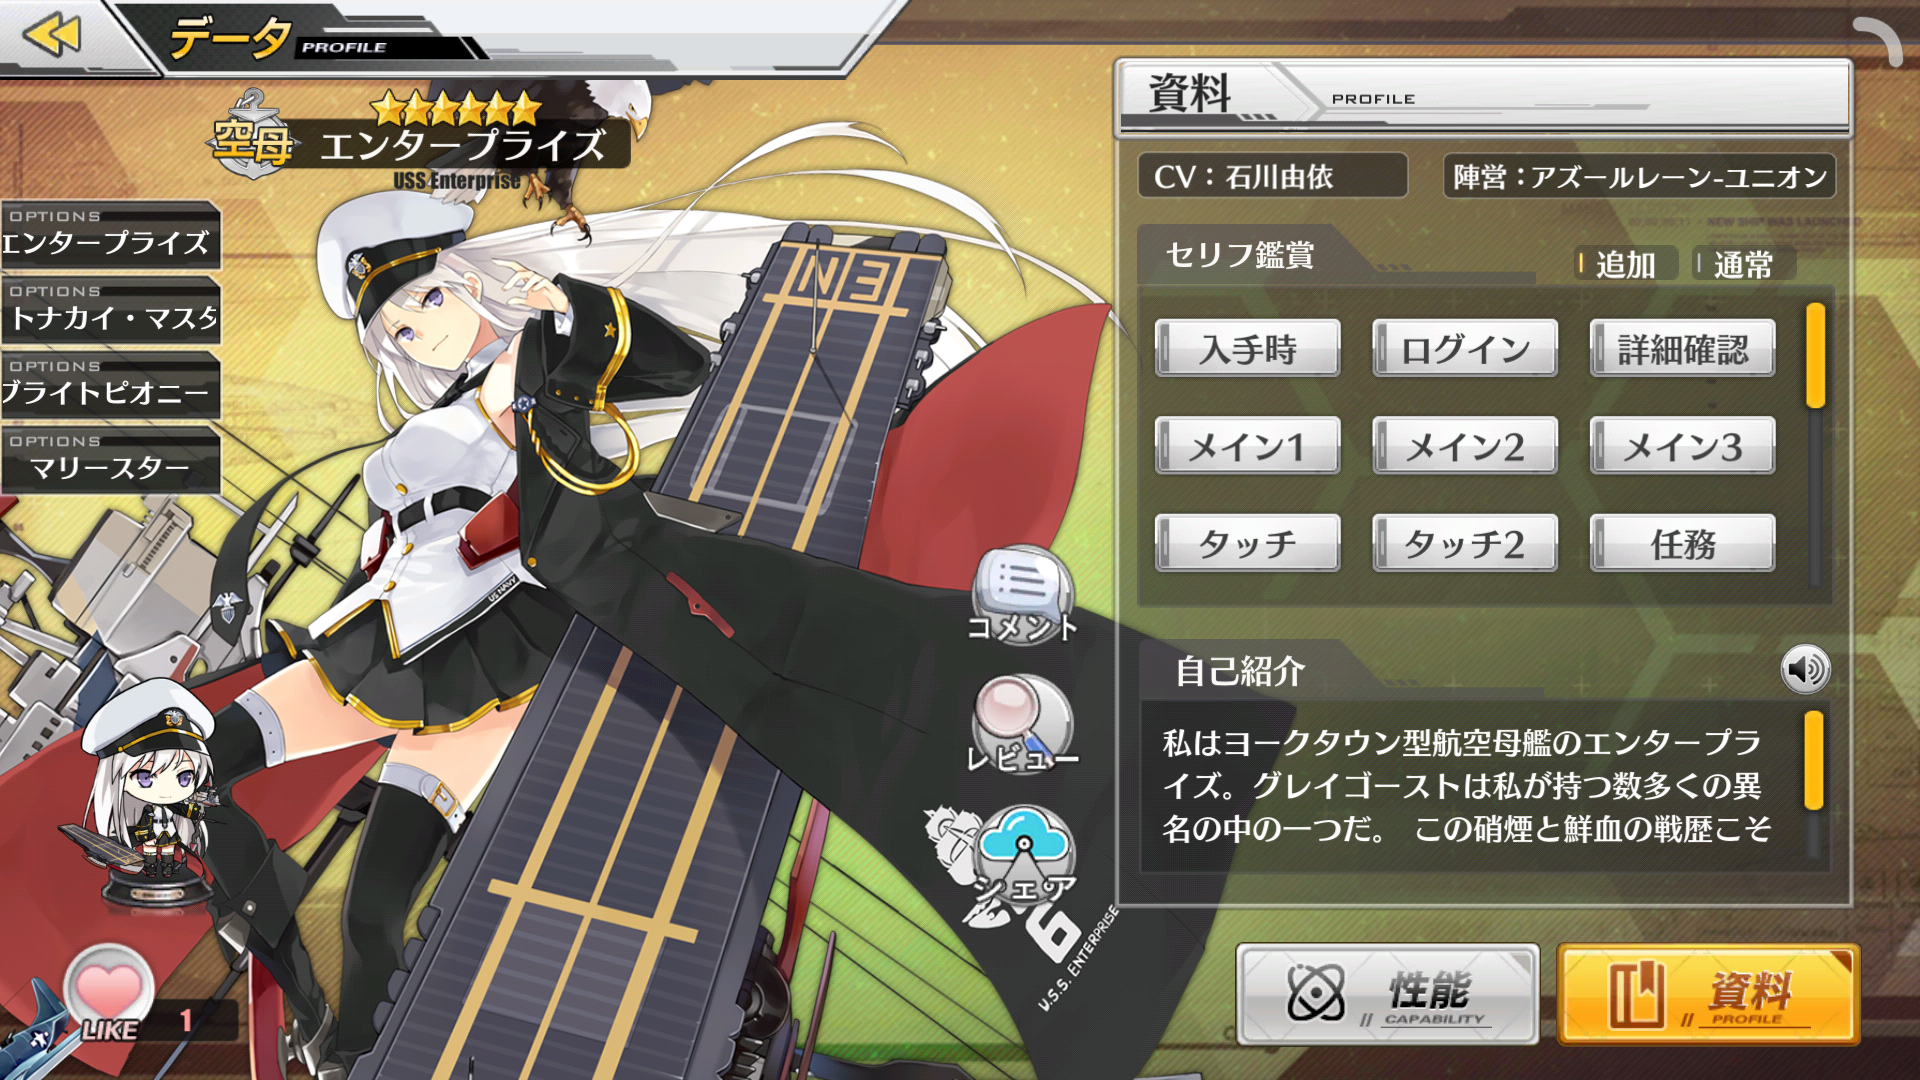 データ PROFILE
空母
エンタープライズ
USS Enterprise
OPTIONS
エンタープライズ
OPTIONS
トナカイ・マスタ
OPTIONS
ブライトピオニー
OPTIONS
マリースター
EN
US NAVY
コメント
レビュー
シェア
6
U.S.S. ENTERPRISE
LIKE
1
資料 PROFILE
CV：石川由依
陣営：アズールレーン-ユニオン
セリフ鑑賞
追加
通常
入手時
ログイン
詳細確認
メイン1
メイン2
メイン3
タッチ
タッチ2
任務
自己紹介
私はヨークタウン型航空母艦のエンタープラ
イズ。グレイゴーストは私が持つ数多くの異
名の中の一つだ。 この硝煙と鮮血の戦歴こそ
性能
// CAPABILITY
資料
// PROFILE